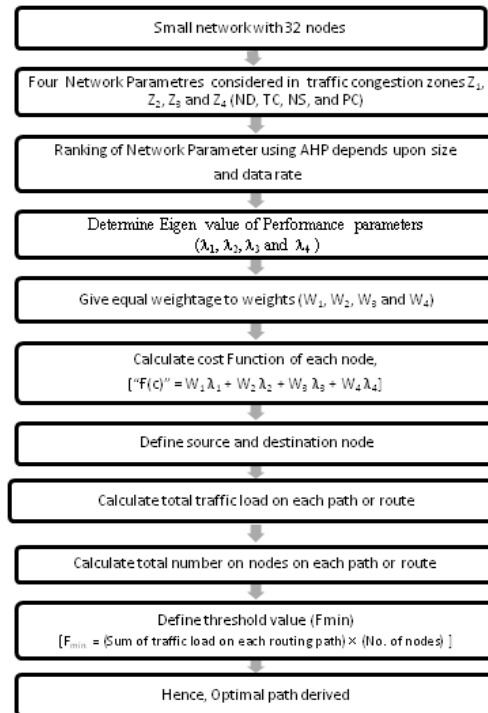 Small network with 32 nodes
Four Network Parametres considered in traffic congestion zones Z₁,
Z₂, Z₃ and Z₄ (ND, TC, NS, and PC)
Ranking of Network Parameter using AHP depends upon size
and data rate
Determine Eigen value of Performance parameters
(λ₁, λ₂, λ₃ and λ₄ )
Give equal weightage to weights (W₁, W₂, W₃ and W₄)
Calculate cost Function of each node,
["F(c)" = W₁ λ₁ + W₂ λ₂ + W₃ λ₃ + W₄ λ₄]
Define source and destination node
Calculate total traffic load on each path or route
Calculate total number on nodes on each path or route
Define threshold value (Fmin)
[Fₘᵢₙ = (Sum of traffic load on each routing path) × (No. of nodes) ]
Hence, Optimal path derived